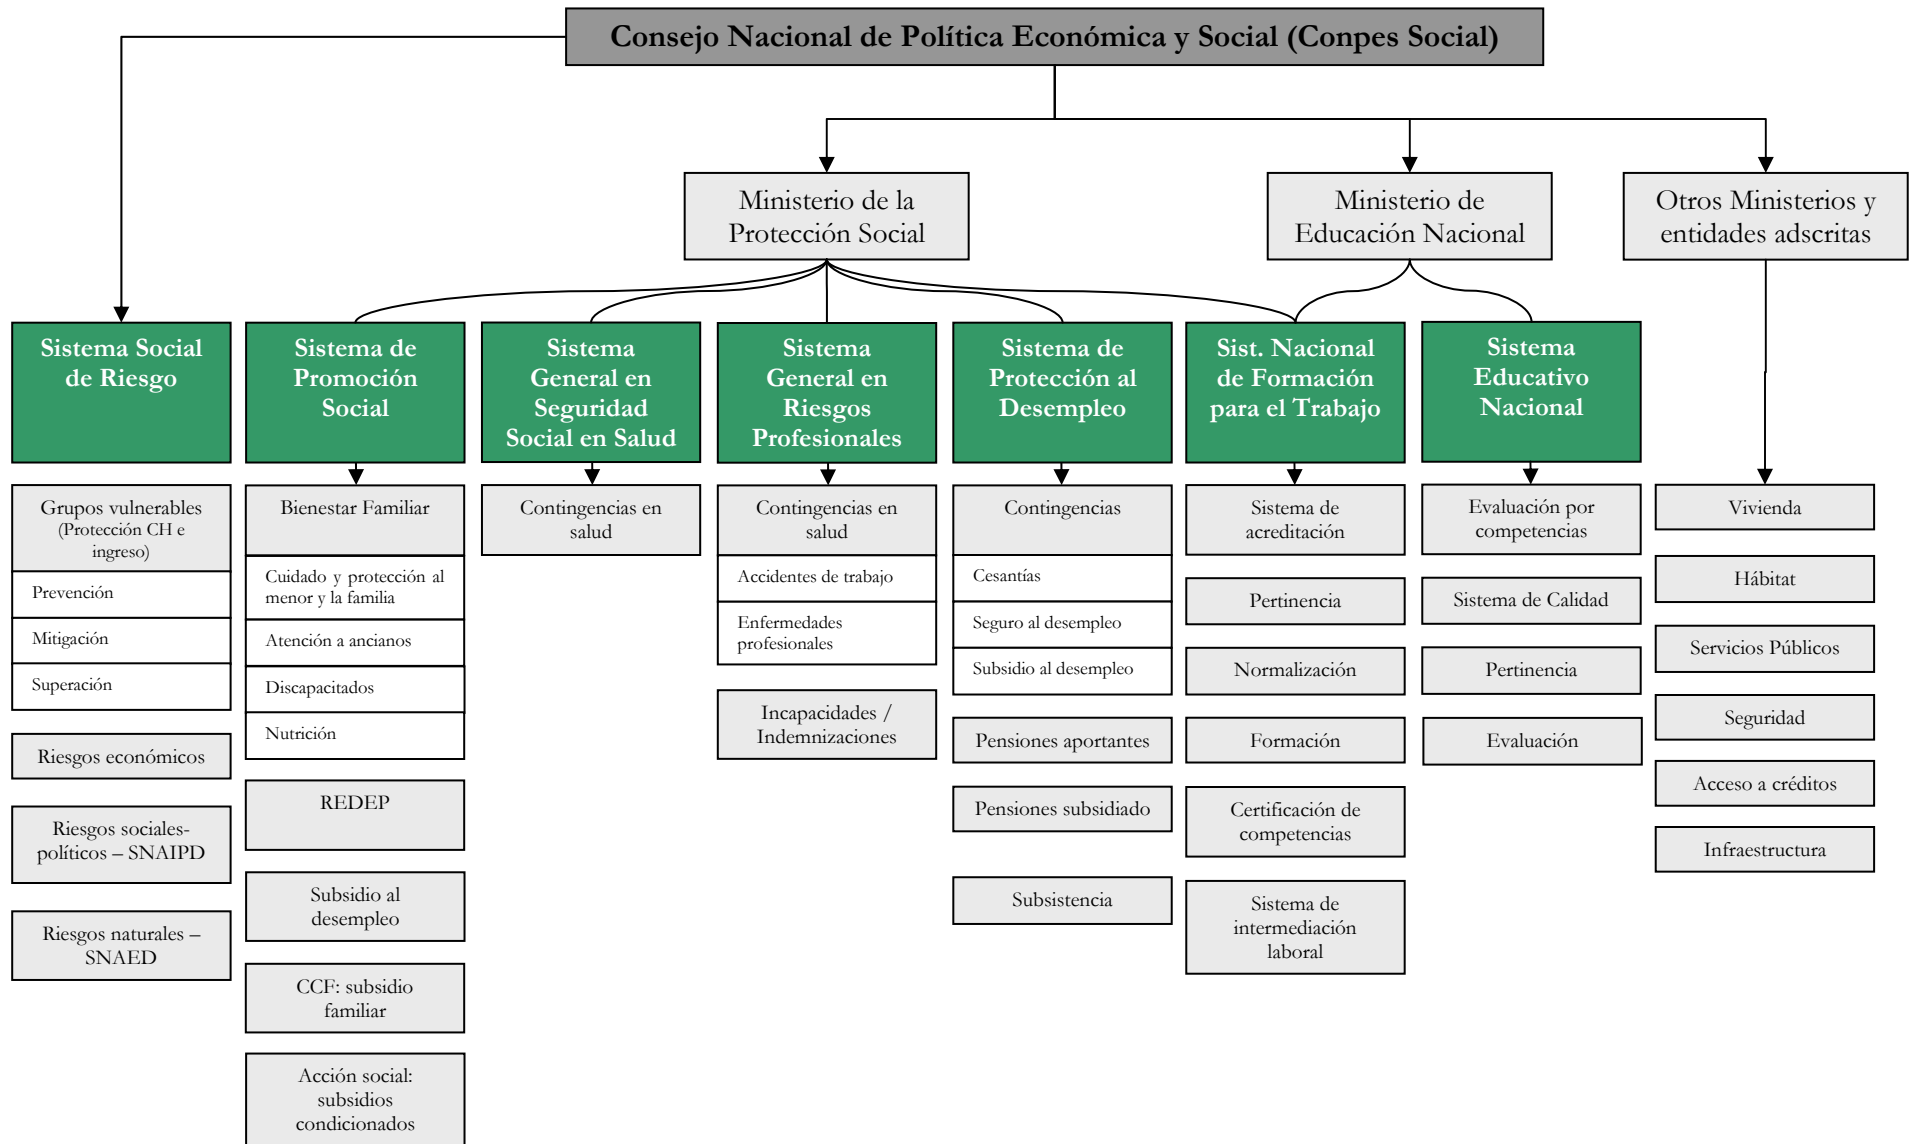 Consejo Nacional de Política Económica y Social (Conpes Social)
Ministerio de la
Protección Social
Ministerio de
Educación Nacional
Otros Ministerios y
entidades adscritas
Sistema Social
de Riesgo
Grupos vulnerables
(Protección CH e
ingreso)
Prevención
Mitigación
Superación
Riesgos económicos
Riesgos sociales-
políticos – SNAIPD
Riesgos naturales –
SNAED
Sistema de
Promoción
Social
Bienestar Familiar
Cuidado y protección al
menor y la familia
Atención a ancianos
Discapacitados
Nutrición
REDEP
Subsidio al
desempleo
CCF: subsidio
familiar
Acción social:
subsidios
condicionados
Sistema
General en
Seguridad
Social en Salud
Contingencias en
salud
Sistema
General en
Riesgos
Profesionales
Contingencias en
salud
Accidentes de trabajo
Enfermedades
profesionales
Incapacidades /
Indemnizaciones
Sistema de
Protección al
Desempleo
Contingencias
Cesantías
Seguro al desempleo
Subsidio al desempleo
Pensiones aportantes
Pensiones subsidiado
Subsistencia
Sist. Nacional
de Formación
para el Trabajo
Sistema de
acreditación
Pertinencia
Normalización
Formación
Certificación de
competencias
Sistema de
intermediación
laboral
Sistema
Educativo
Nacional
Evaluación por
competencias
Sistema de Calidad
Pertinencia
Evaluación
Vivienda
Hábitat
Servicios Públicos
Seguridad
Acceso a créditos
Infraestructura